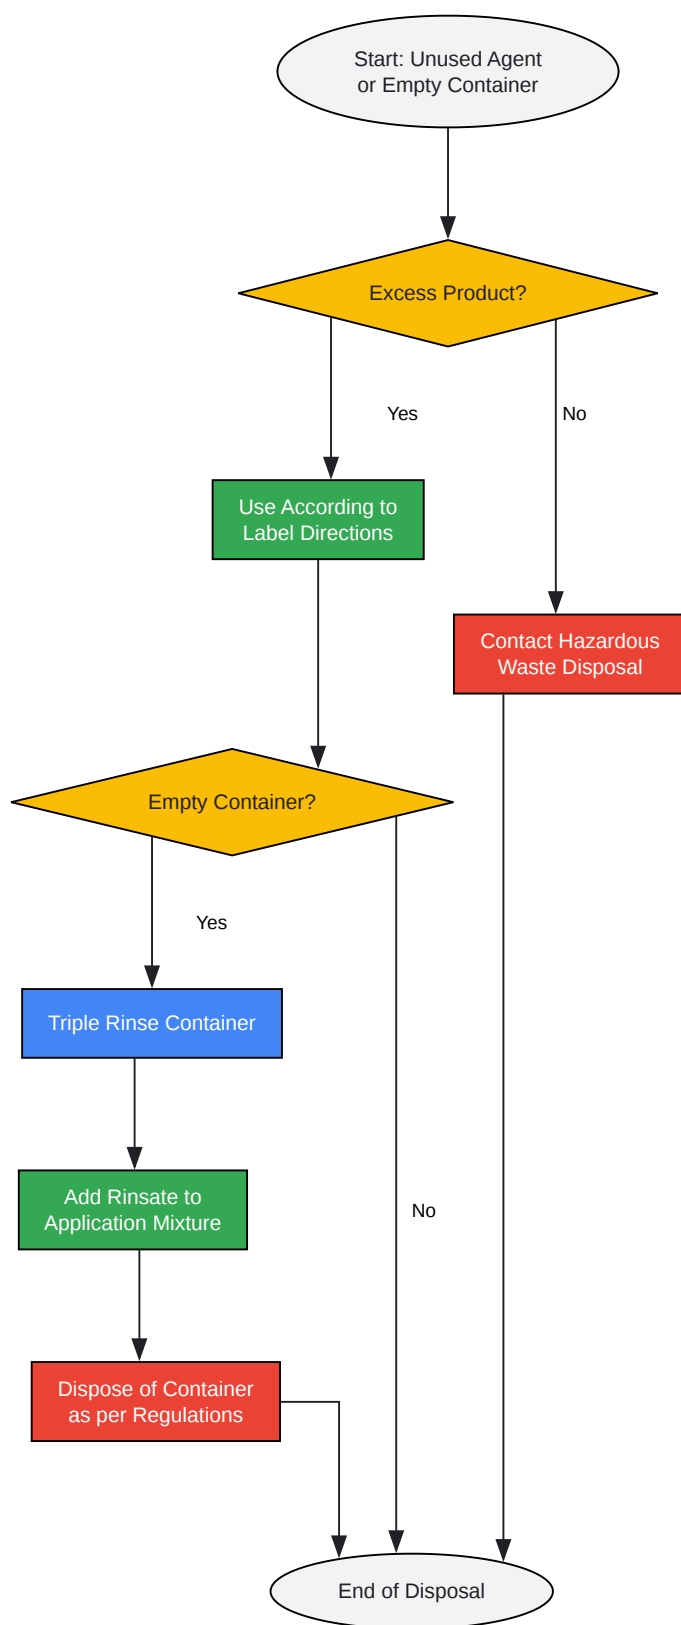 Start: Unused Agent
or Empty Container
Excess Product?
Yes
No
Use According to
Label Directions
Contact Hazardous
Waste Disposal
Empty Container?
Yes
Triple Rinse Container
Add Rinsate to
Application Mixture
No
Dispose of Container
as per Regulations
End of Disposal